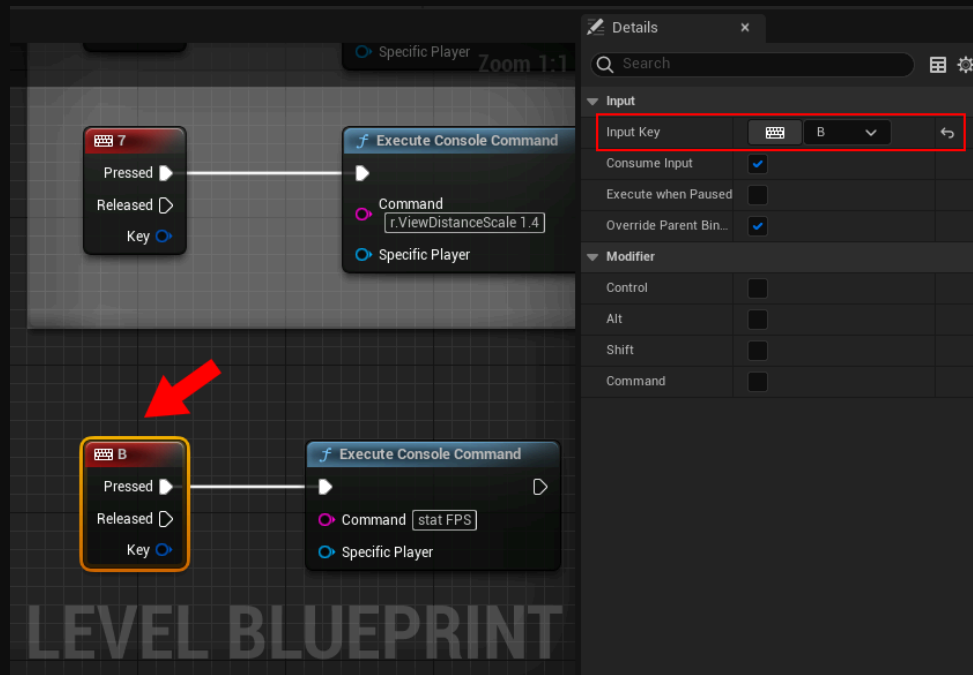 Details
Specific Player
Zoom 1:1
Search
Input
7
Execute Console Command
Input Key
B
Pressed
Consume Input
Released
Command
r.ViewDistanceScale 1.4
Execute when Paused
Key
Specific Player
Override Parent Bin...
Modifier
Control
Alt
Shift
Command
B
Execute Console Command
Pressed
Released
Command
stat FPS
Key
Specific Player
LEVEL BLUEPRINT